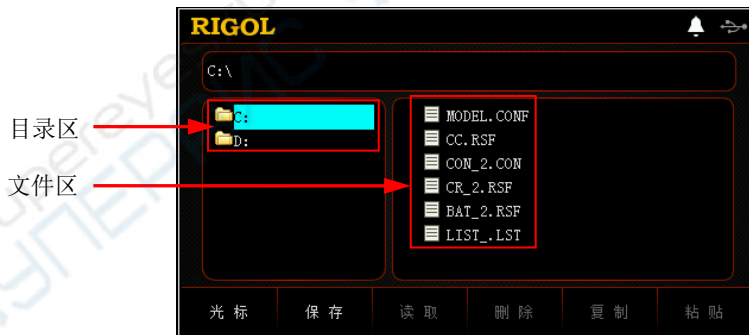 RIGOL
C:\
目录区
文件区
C:
D:
MODEL.CONF
CC.RSF
CON_2.CON
CR_2.RSF
BAT_2.RSF
LIST_.LST
光标 保存 读取 删除 复制 粘贴